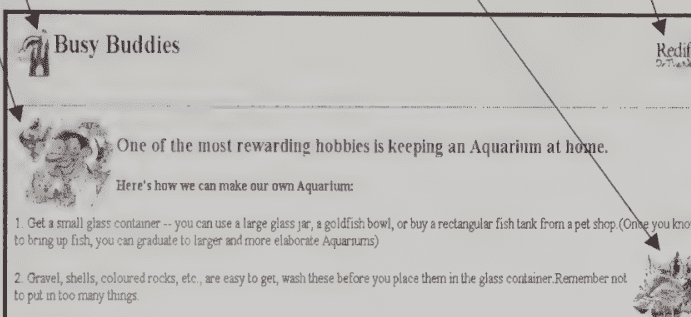 Busy Buddies
Redif
One of the most rewarding hobbies is keeping an Aquarium at home.
Here's how we can make our own Aquarium:
1. Get a small glass container -- you can use a large glass jar, a goldfish bowl, or buy a rectangular fish tank from a pet shop.(Once you kno
to bring up fish, you can graduate to larger and more elaborate Aquariums)
2. Gravel, shells, coloured rocks, etc., are easy to get, wash these before you place them in the glass container.Remember not
to put in too many things.